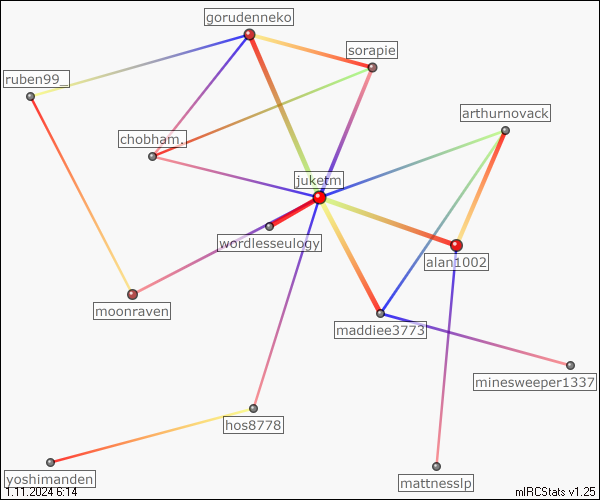 gorudenneko
sorapie
ruben99_
arthurnovack
chobham.
juketm
wordlesseulogy
alan1002
moonraven
maddiee3773
minesweeper1337
hos8778
yoshimanden
mattnesslp
1.11.2024 6:14
mIRCStats v1.25